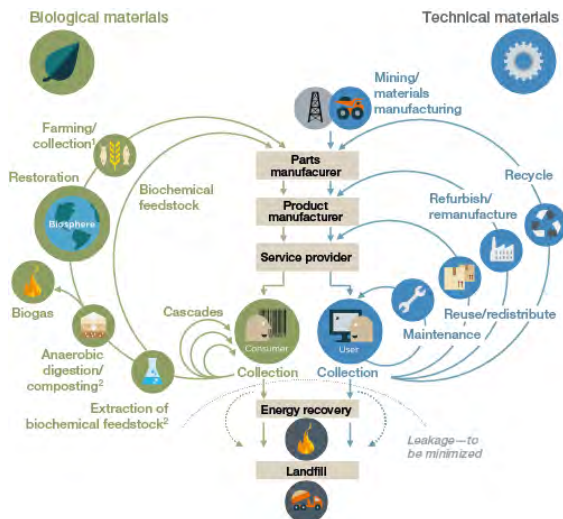 Biological materials
Technical materials
Mining/
materials
manufacturing
Farming/
collection¹
Parts
manufacurer
Recycle
Restoration
Biochemical
feedstock
Refurbish/
remanufacture
Product
manufacturer
Biosphere
Service provider
Biogas
Cascades
Reuse/redistribute
Maintenance
Consumer
User
Anaerobic
digestion/
composting²
Collection
Collection
Extraction of
biochemical feedstock²
Energy recovery
Leakage—to
be minimized
Landfill